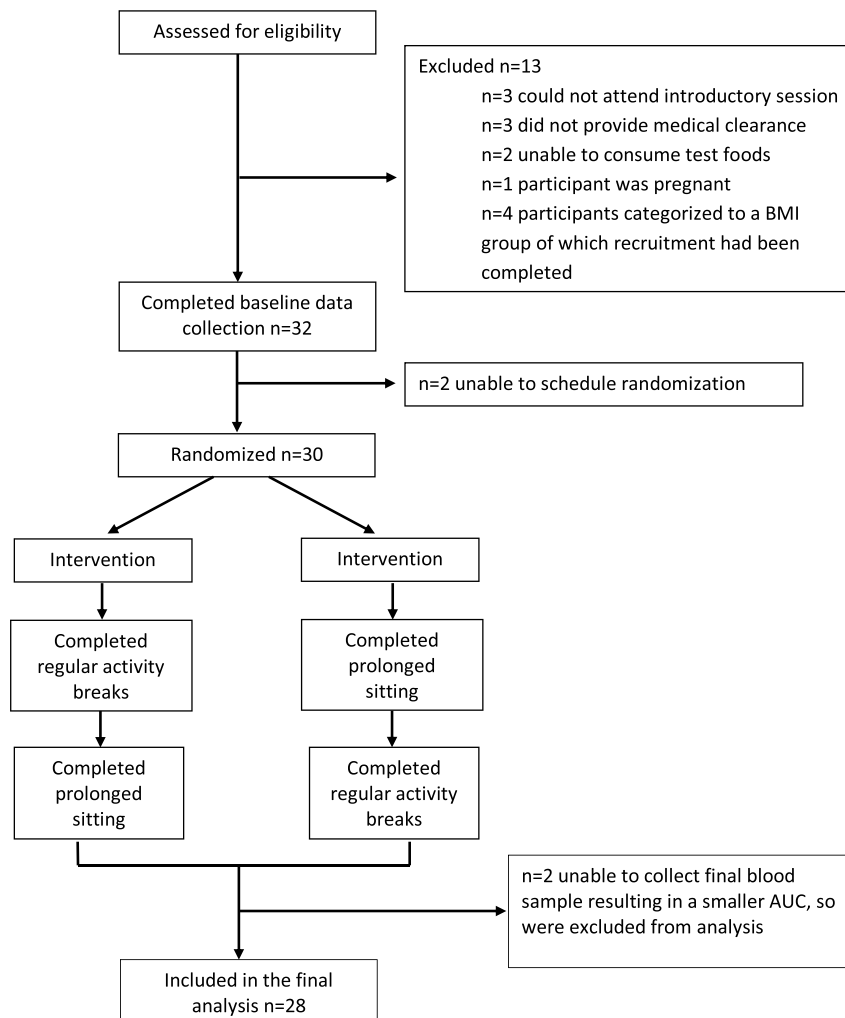 Assessed for eligibility
Excluded n=13
n=3 could not attend introductory session
n=3 did not provide medical clearance
n=2 unable to consume test foods
n=1 participant was pregnant
n=4 participants categorized to a BMI
group of which recruitment had been
completed
Completed baseline data
collection n=32
n=2 unable to schedule randomization
Randomized n=30
Intervention
Completed
regular activity
breaks
Completed
prolonged
sitting
Intervention
Completed
prolonged
sitting
Completed
regular activity
breaks
n=2 unable to collect final blood
sample resulting in a smaller AUC, so
were excluded from analysis
Included in the final
analysis n=28